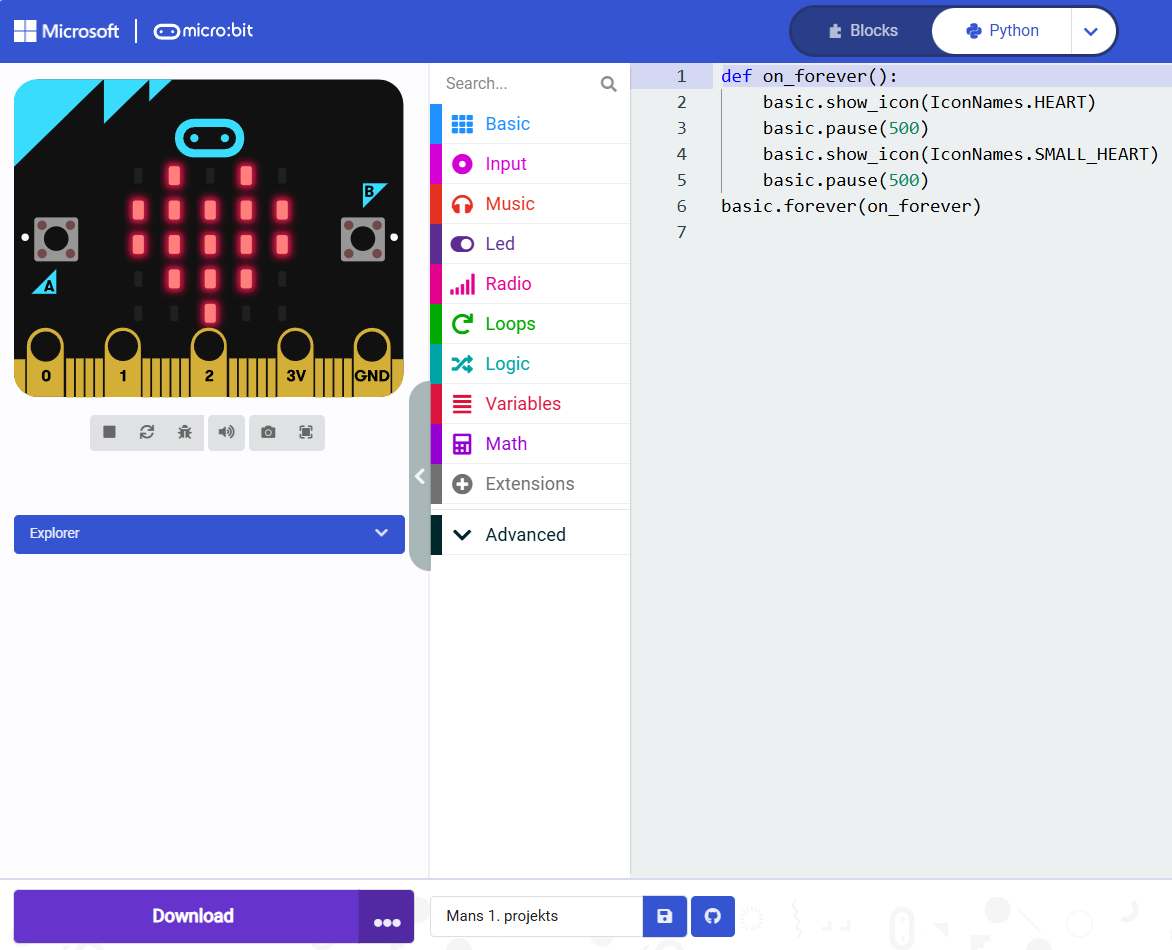 Microsoft micro:bit
Blocks
Python
B
A
0 1 2 3V GND
Explorer
Search...
Basic
Input
Music
Led
Radio
Loops
Logic
Variables
Math
Extensions
Advanced
1 def on_forever():
2     basic.show_icon(IconNames.HEART)
3     basic.pause(500)
4     basic.show_icon(IconNames.SMALL_HEART)
5     basic.pause(500)
6 basic.forever(on_forever)
7
Download
Mans 1. projekts